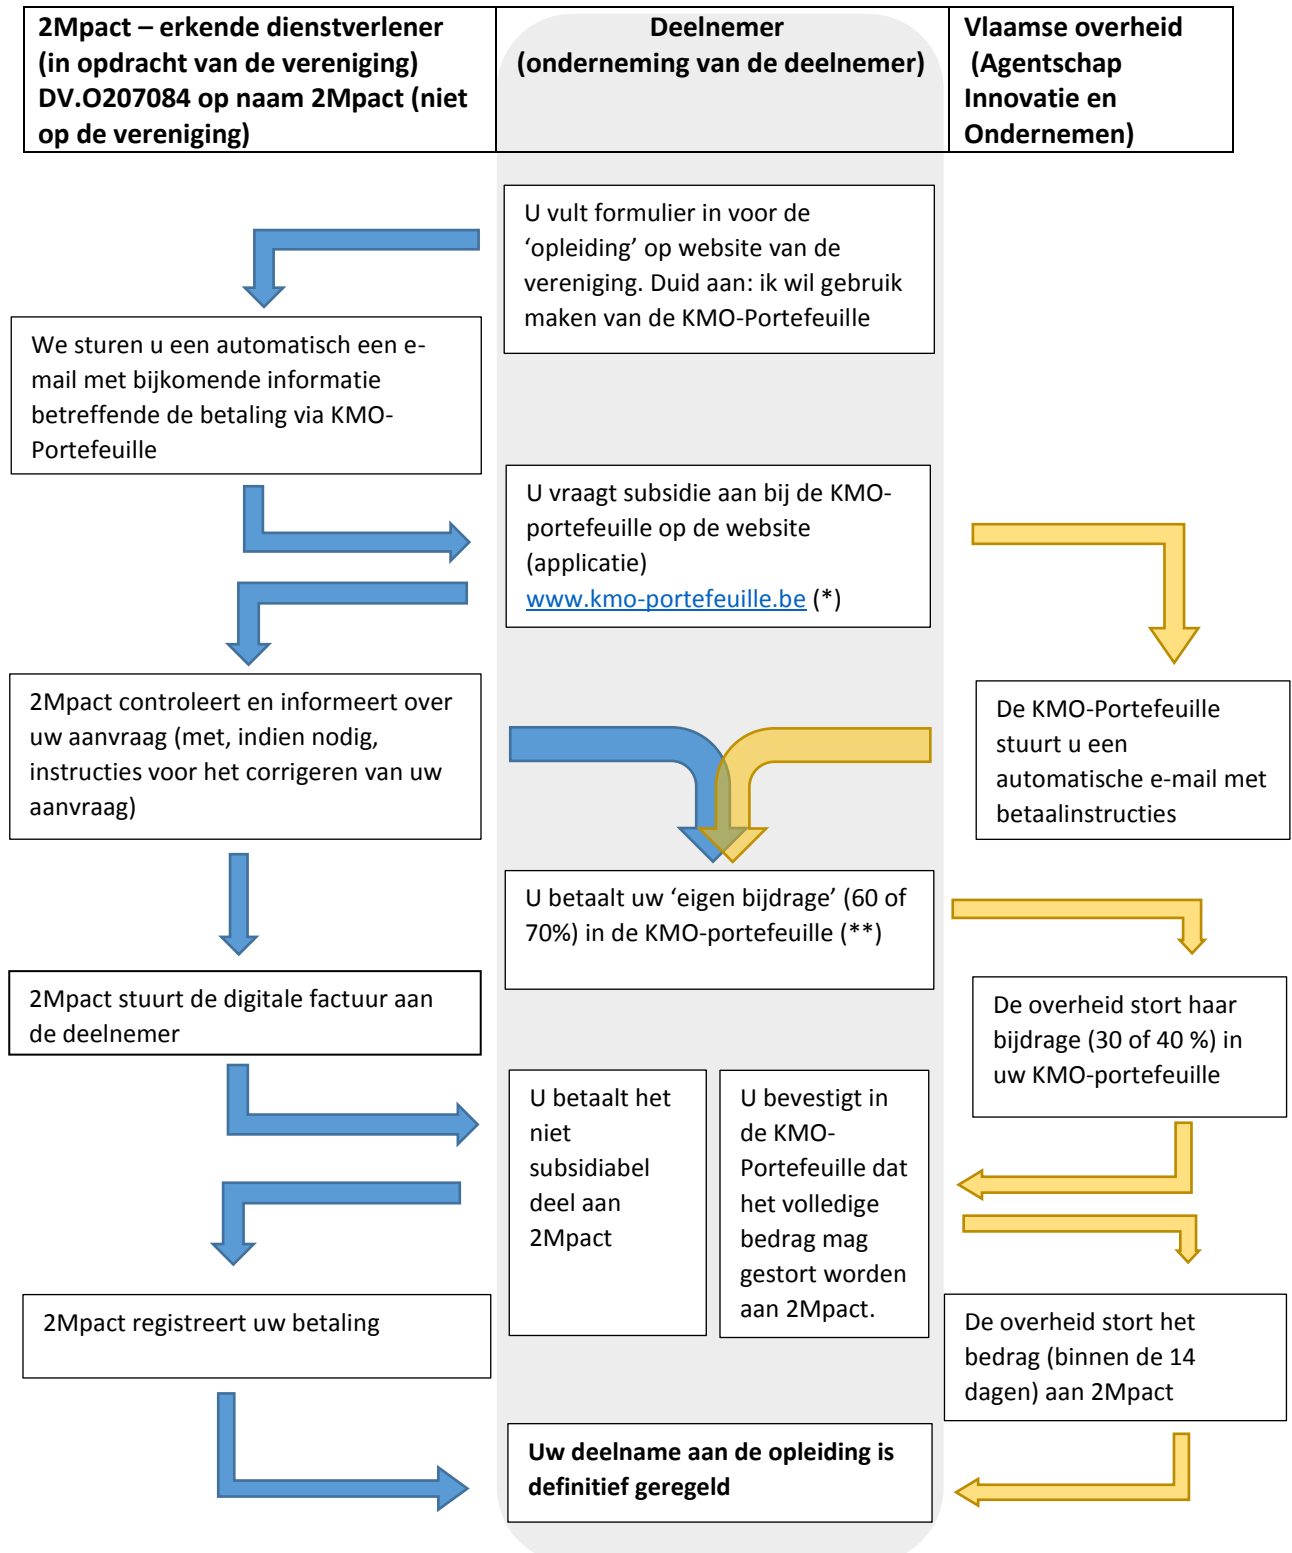 2Mpact – erkende dienstverlener
(in opdracht van de vereniging)
DV.O207084 op naam 2Mpact (niet
op de vereniging)
Deelnemer
(onderneming van de deelnemer)
Vlaamse overheid
(Agentschap
Innovatie en
Ondernemen)
U vult formulier in voor de
‘opleiding’ op website van de
vereniging. Duid aan: ik wil gebruik
maken van de KMO-Portefeuille
We sturen u een automatisch een e-
mail met bijkomende informatie
betreffende de betaling via KMO-
Portefeuille
U vraagt subsidie aan bij de KMO-
portefeuille op de website
(applicatie)
www.kmo-portefeuille.be (*)
2Mpact controleert en informeert over
uw aanvraag (met, indien nodig,
instructies voor het corrigeren van uw
aanvraag)
De KMO-Portefeuille
stuurt u een
automatische e-mail met
betaalinstructies
U betaalt uw ‘eigen bijdrage’ (60 of
70%) in de KMO-portefeuille (**)
2Mpact stuurt de digitale factuur aan
de deelnemer
De overheid stort haar
bijdrage (30 of 40 %) in
uw KMO-portefeuille
U betaalt het
niet
subsidiabel
deel aan
2Mpact
U bevestigt in
de KMO-
Portefeuille dat
het volledige
bedrag mag
gestort worden
aan 2Mpact.
2Mpact registreert uw betaling
De overheid stort het
bedrag (binnen de 14
dagen) aan 2Mpact
Uw deelname aan de opleiding is
definitief geregeld